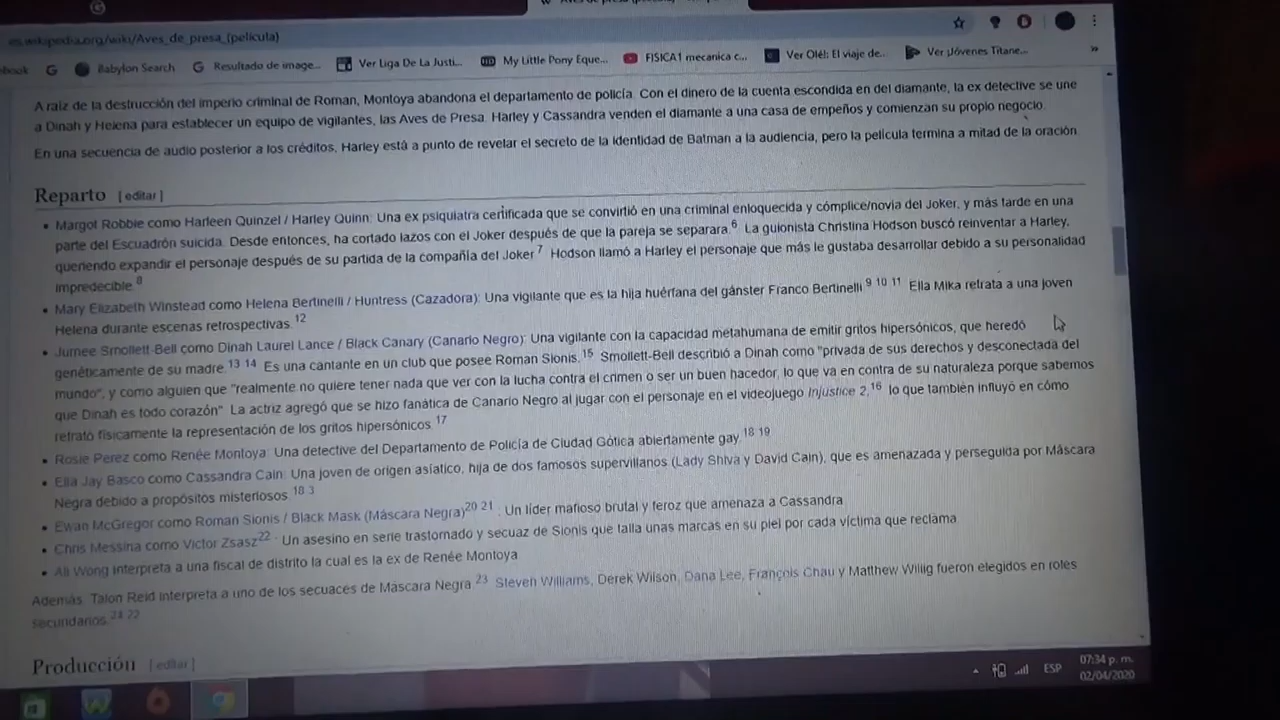 es.wikipedia.org/wiki/Aves_de_presa_(película)
ebook Babylon Search Resultado de image... Ver Liga De La Justi... My Little Pony Eque... FISICA1 mecanica c... Ver Olé!: El viaje de... Ver Jóvenes Titane... »
A raíz de la destrucción del imperio criminal de Roman, Montoya abandona el departamento de policía. Con el dinero de la cuenta escondida en del diamante, la ex detective se une
a Dinah y Helena para establecer un equipo de vigilantes, las Aves de Presa. Harley y Cassandra venden el diamante a una casa de empeños y comienzan su propio negocio.
En una secuencia de audio posterior a los créditos, Harley está a punto de revelar el secreto de la identidad de Batman a la audiencia, pero la película termina a mitad de la oración.
Reparto [ editar ]
• Margot Robbie como Harleen Quinzel / Harley Quinn: Una ex psiquiatra certificada que se convirtió en una criminal enloquecida y cómplice/novia del Joker, y más tarde en una
parte del Escuadrón suicida. Desde entonces, ha cortado lazos con el Joker después de que la pareja se separara.6 La guionista Christina Hodson buscó reinventar a Harley,
queriendo expandir el personaje después de su partida de la compañía del Joker 7 Hodson llamó a Harley el personaje que más le gustaba desarrollar debido a su personalidad
impredecible.8
• Mary Elizabeth Winstead como Helena Bertinelli / Huntress (Cazadora): Una vigilante que es la hija huérfana del gánster Franco Bertinelli 9 10 11 Ella Mika retrata a una joven
Helena durante escenas retrospectivas.12
• Jurnee Smollett-Bell como Dinah Laurel Lance / Black Canary (Canario Negro): Una vigilante con la capacidad metahumana de emitir gritos hipersónicos, que heredó
genéticamente de su madre.13 14 Es una cantante en un club que posee Roman Sionis.15 Smollett-Bell describió a Dinah como "privada de sus derechos y desconectada del
mundo", y como alguien que "realmente no quiere tener nada que ver con la lucha contra el crimen o ser un buen hacedor, lo que va en contra de su naturaleza porque sabemos
que Dinah es todo corazón" La actriz agregó que se hizo fanática de Canario Negro al jugar con el personaje en el videojuego Injustice 2,16 lo que también influyó en cómo
retrató físicamente la representación de los gritos hipersónicos.17
• Rosie Perez como Renée Montoya: Una detective del Departamento de Policía de Ciudad Gótica abiertamente gay.18 19
• Ella Jay Basco como Cassandra Cain: Una joven de origen asiático, hija de dos famosos supervillanos (Lady Shiva y David Cain), que es amenazada y perseguida por Máscara
Negra debido a propósitos misteriosos.18 3
• Ewan McGregor como Roman Sionis / Black Mask (Máscara Negra)20 21 : Un líder mafioso brutal y feroz que amenaza a Cassandra
• Chris Messina como Victor Zsasz22 : Un asesino en serie trastornado y secuaz de Sionis que talla unas marcas en su piel por cada víctima que reclama
• Ali Wong interpreta a una fiscal de distrito la cual es la ex de Renée Montoya
Además, Talon Reid interpreta a uno de los secuaces de Máscara Negra 23 Steven Williams, Derek Wilson, Dana Lee, François Chau y Matthew Willig fueron elegidos en roles
secundarios.24 22
Producción [ editar ]
ESP 07:34 p. m.
02/04/2020